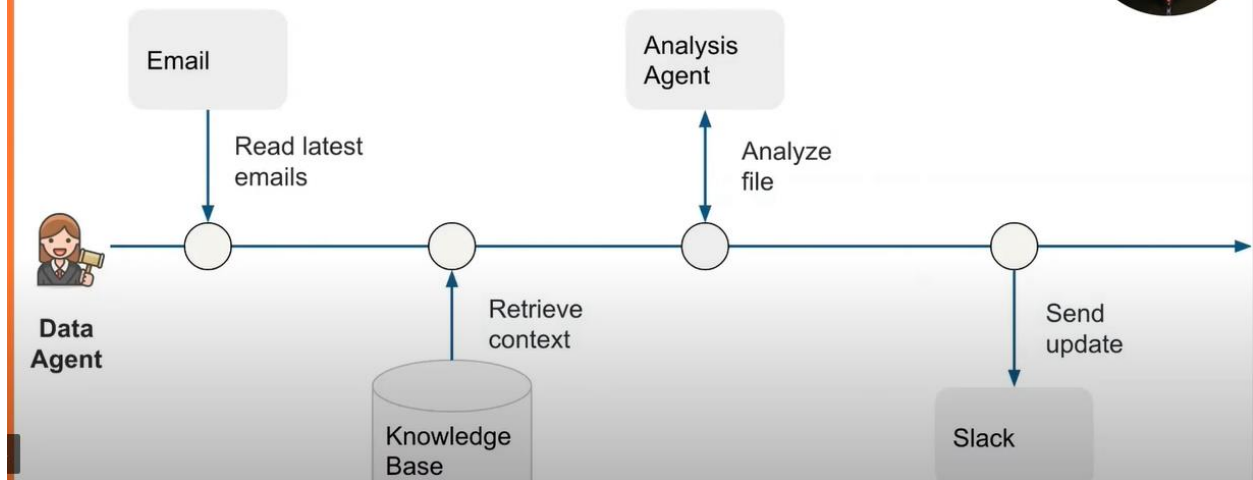 Email
Read latest
emails
Analysis
Agent
Analyze
file
Data
Agent
Retrieve
context
Knowledge
Base
Send
update
Slack